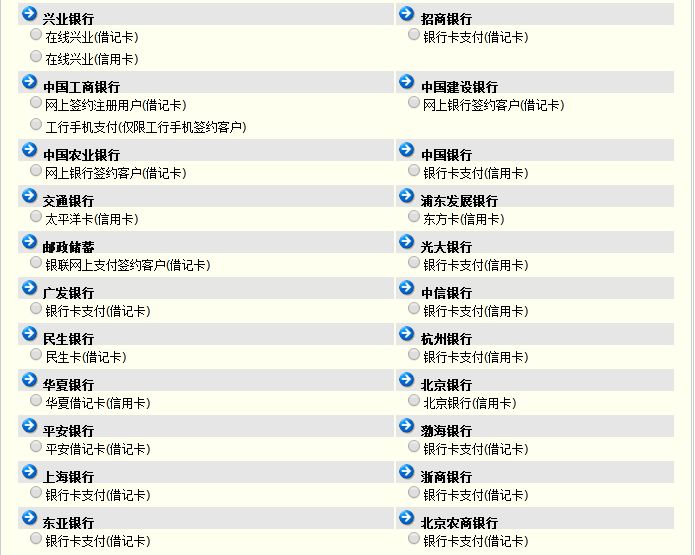 兴业银行
招商银行
在线兴业(借记卡)
银行卡支付(借记卡)
在线兴业(信用卡)
中国工商银行
中国建设银行
网上签约注册用户(借记卡)
网上银行签约客户(借记卡)
工行手机支付(仅限工行手机签约客户)
中国农业银行
中国银行
网上银行签约客户(借记卡)
银行卡支付(信用卡)
交通银行
浦东发展银行
太平洋卡(信用卡)
东方卡(信用卡)
邮政储蓄
光大银行
银联网上支付签约客户(借记卡)
银行卡支付(信用卡)
广发银行
中信银行
银行卡支付(借记卡)
银行卡支付(信用卡)
民生银行
杭州银行
民生卡(借记卡)
银行卡支付(信用卡)
华夏银行
北京银行
华夏借记卡(信用卡)
北京银行(信用卡)
平安银行
渤海银行
平安借记卡(借记卡)
银行卡支付(借记卡)
上海银行
浙商银行
银行卡支付(借记卡)
银行卡支付(借记卡)
东亚银行
北京农商银行
银行卡支付(借记卡)
银行卡支付(借记卡)